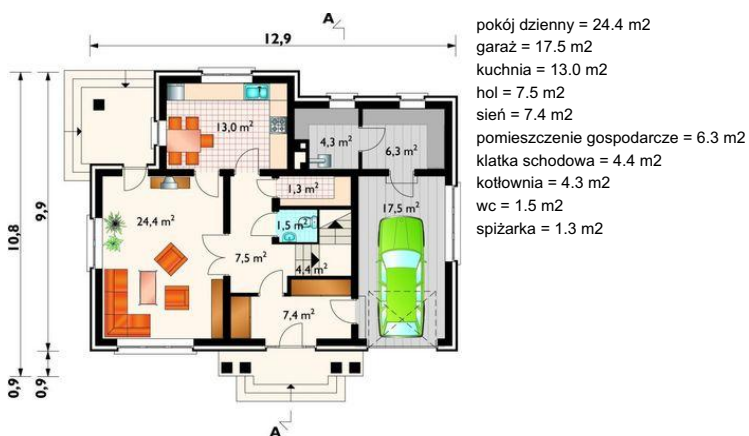 A
12,9
pokój dzienny = 24.4 m2
garaż = 17.5 m2
kuchnia = 13.0 m2
hol = 7.5 m2
sień = 7.4 m2
pomieszczenie gospodarcze = 6.3 m2
klatka schodowa = 4.4 m2
kotłownia = 4.3 m2
wc = 1.5 m2
spiżarka = 1.3 m2
13,0 m²
4,3 m²
6,3 m²
1,3 m²
24,4 m²
1,5 m²
17,5 m²
7,5 m²
4,4 m²
7,4 m²
10,8
9,9
0,9
0,9
A